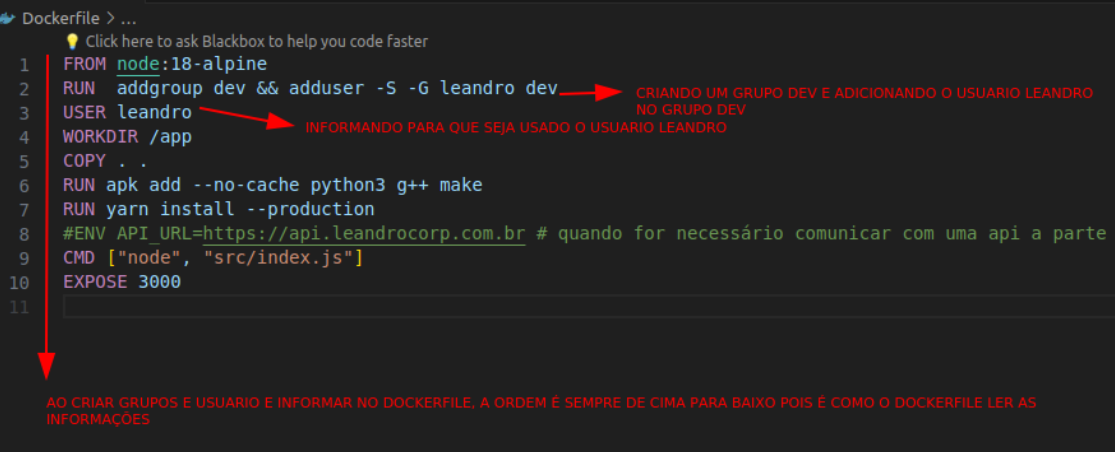 Dockerfile > ...
Click here to ask Blackbox to help you code faster
1 FROM node:18-alpine
2 RUN  addgroup dev && adduser -S -G leandro dev
CRIANDO UM GRUPO DEV E ADICIONANDO O USUARIO LEANDRO
NO GRUPO DEV
3 USER leandro
INFORMANDO PARA QUE SEJA USADO O USUARIO LEANDRO
4 WORKDIR /app
5 COPY . .
6 RUN apk add --no-cache python3 g++ make
7 RUN yarn install --production
8 #ENV API_URL=https://api.leandrocorp.com.br # quando for necessário comunicar com uma api a parte
9 CMD ["node", "src/index.js"]
10 EXPOSE 3000
11
AO CRIAR GRUPOS E USUARIO E INFORMAR NO DOCKERFILE, A ORDEM É SEMPRE DE CIMA PARA BAIXO POIS É COMO O DOCKERFILE LER AS
INFORMAÇÕES